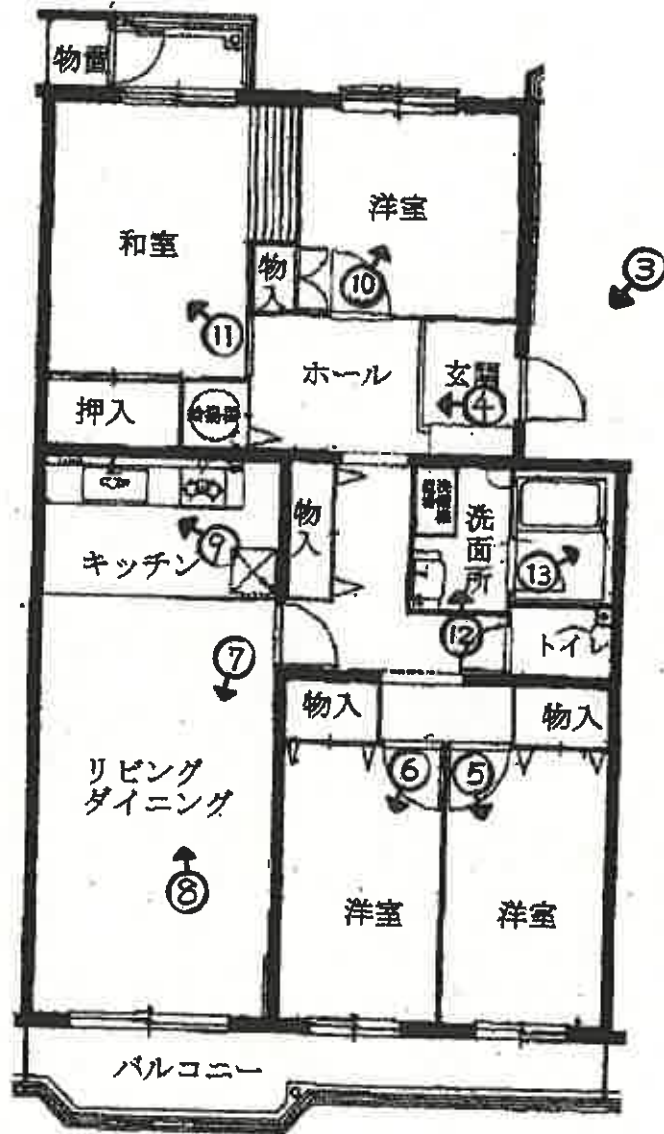 物置
洋室
和室
物入
⑩
③
⑪
ホール
玄関
④
押入
給湯器
物入
洗面所
⑨
キッチン
⑬
⑫
トイレ
⑦
物入
物入
リビング
ダイニング
⑥
⑤
⑧
洋室
洋室
バルコニー